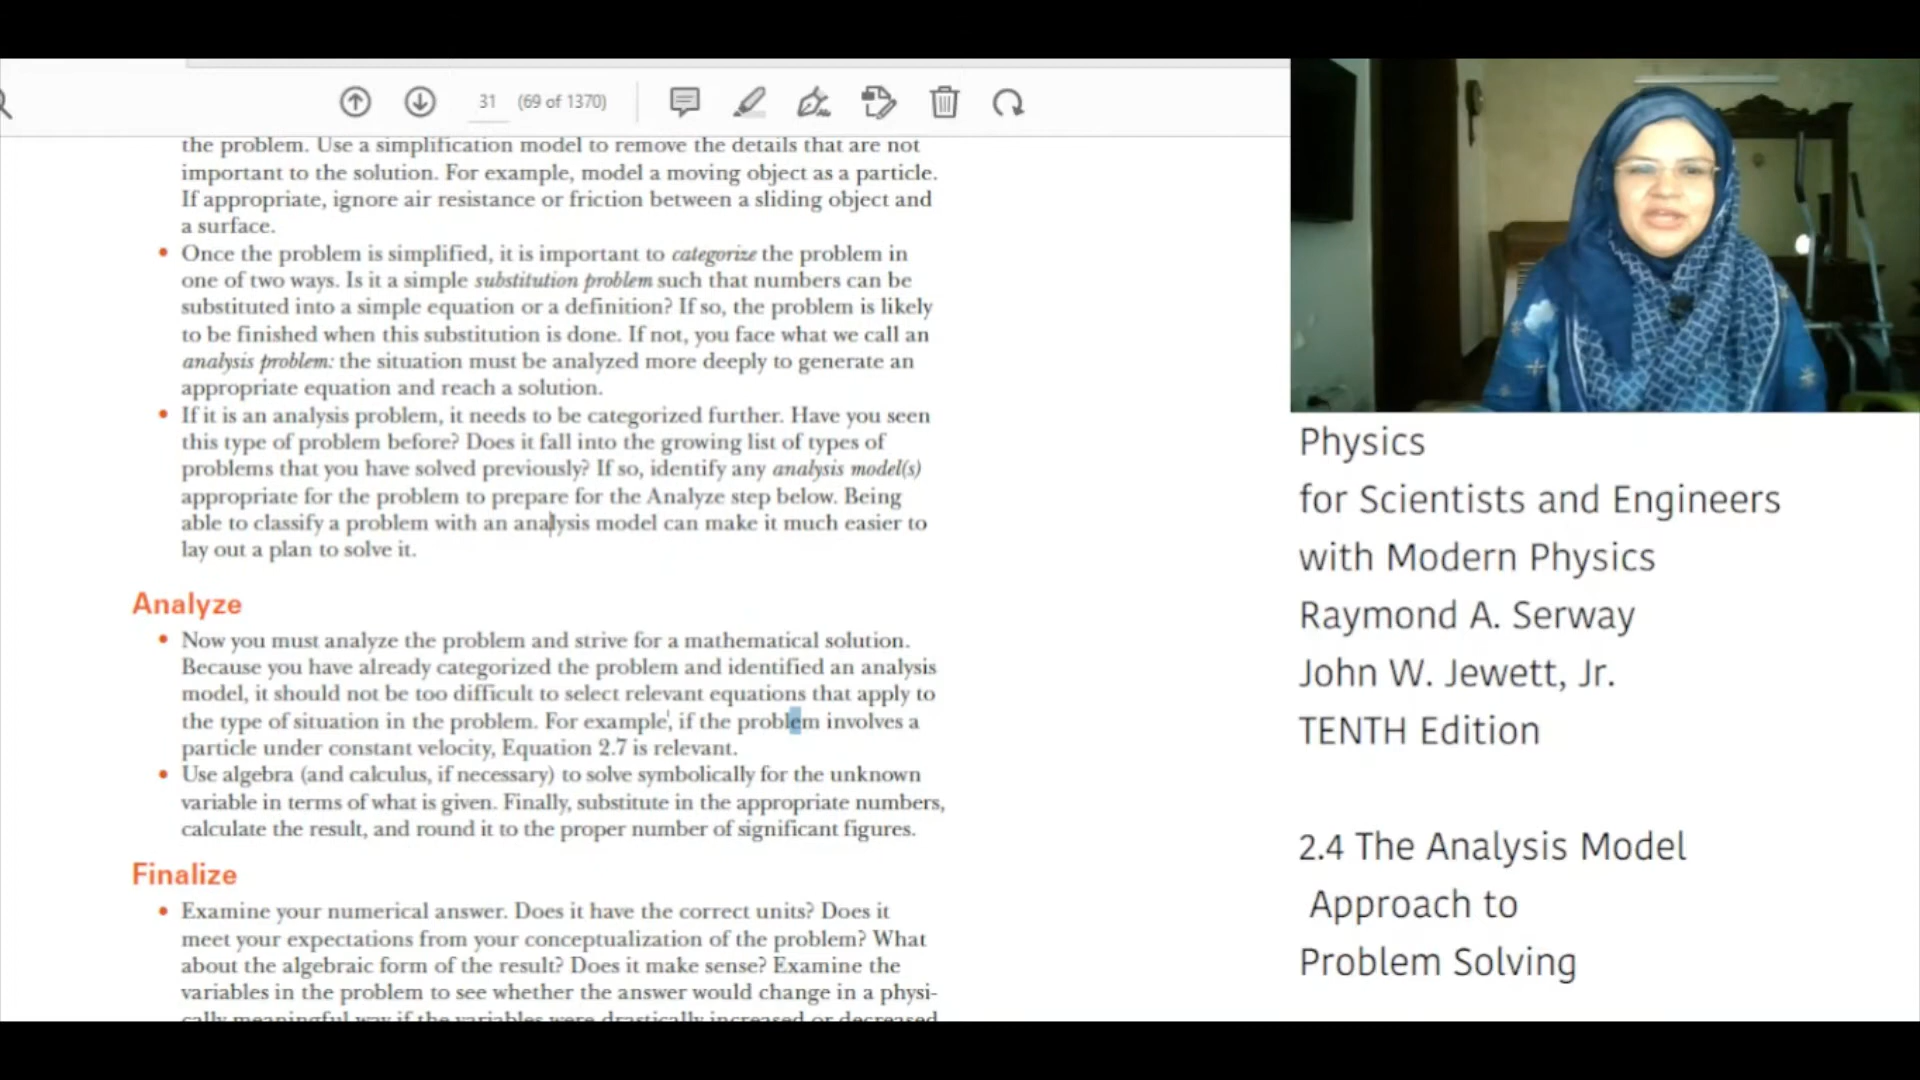 31 (69 of 1370)
the problem. Use a simplification model to remove the details that are not
important to the solution. For example, model a moving object as a particle.
If appropriate, ignore air resistance or friction between a sliding object and
a surface.
• Once the problem is simplified, it is important to categorize the problem in
one of two ways. Is it a simple substitution problem such that numbers can be
substituted into a simple equation or a definition? If so, the problem is likely
to be finished when this substitution is done. If not, you face what we call an
analysis problem: the situation must be analyzed more deeply to generate an
appropriate equation and reach a solution.
• If it is an analysis problem, it needs to be categorized further. Have you seen
this type of problem before? Does it fall into the growing list of types of
problems that you have solved previously? If so, identify any analysis model(s)
appropriate for the problem to prepare for the Analyze step below. Being
able to classify a problem with an analysis model can make it much easier to
lay out a plan to solve it.
Analyze
• Now you must analyze the problem and strive for a mathematical solution.
Because you have already categorized the problem and identified an analysis
model, it should not be too difficult to select relevant equations that apply to
the type of situation in the problem. For example, if the problem involves a
particle under constant velocity, Equation 2.7 is relevant.
• Use algebra (and calculus, if necessary) to solve symbolically for the unknown
variable in terms of what is given. Finally, substitute in the appropriate numbers,
calculate the result, and round it to the proper number of significant figures.
Finalize
• Examine your numerical answer. Does it have the correct units? Does it
meet your expectations from your conceptualization of the problem? What
about the algebraic form of the result? Does it make sense? Examine the
variables in the problem to see whether the answer would change in a physi-
cally meaningful way if the variables were drastically increased or decreased
Physics
for Scientists and Engineers
with Modern Physics
Raymond A. Serway
John W. Jewett, Jr.
TENTH Edition
2.4 The Analysis Model
Approach to
Problem Solving